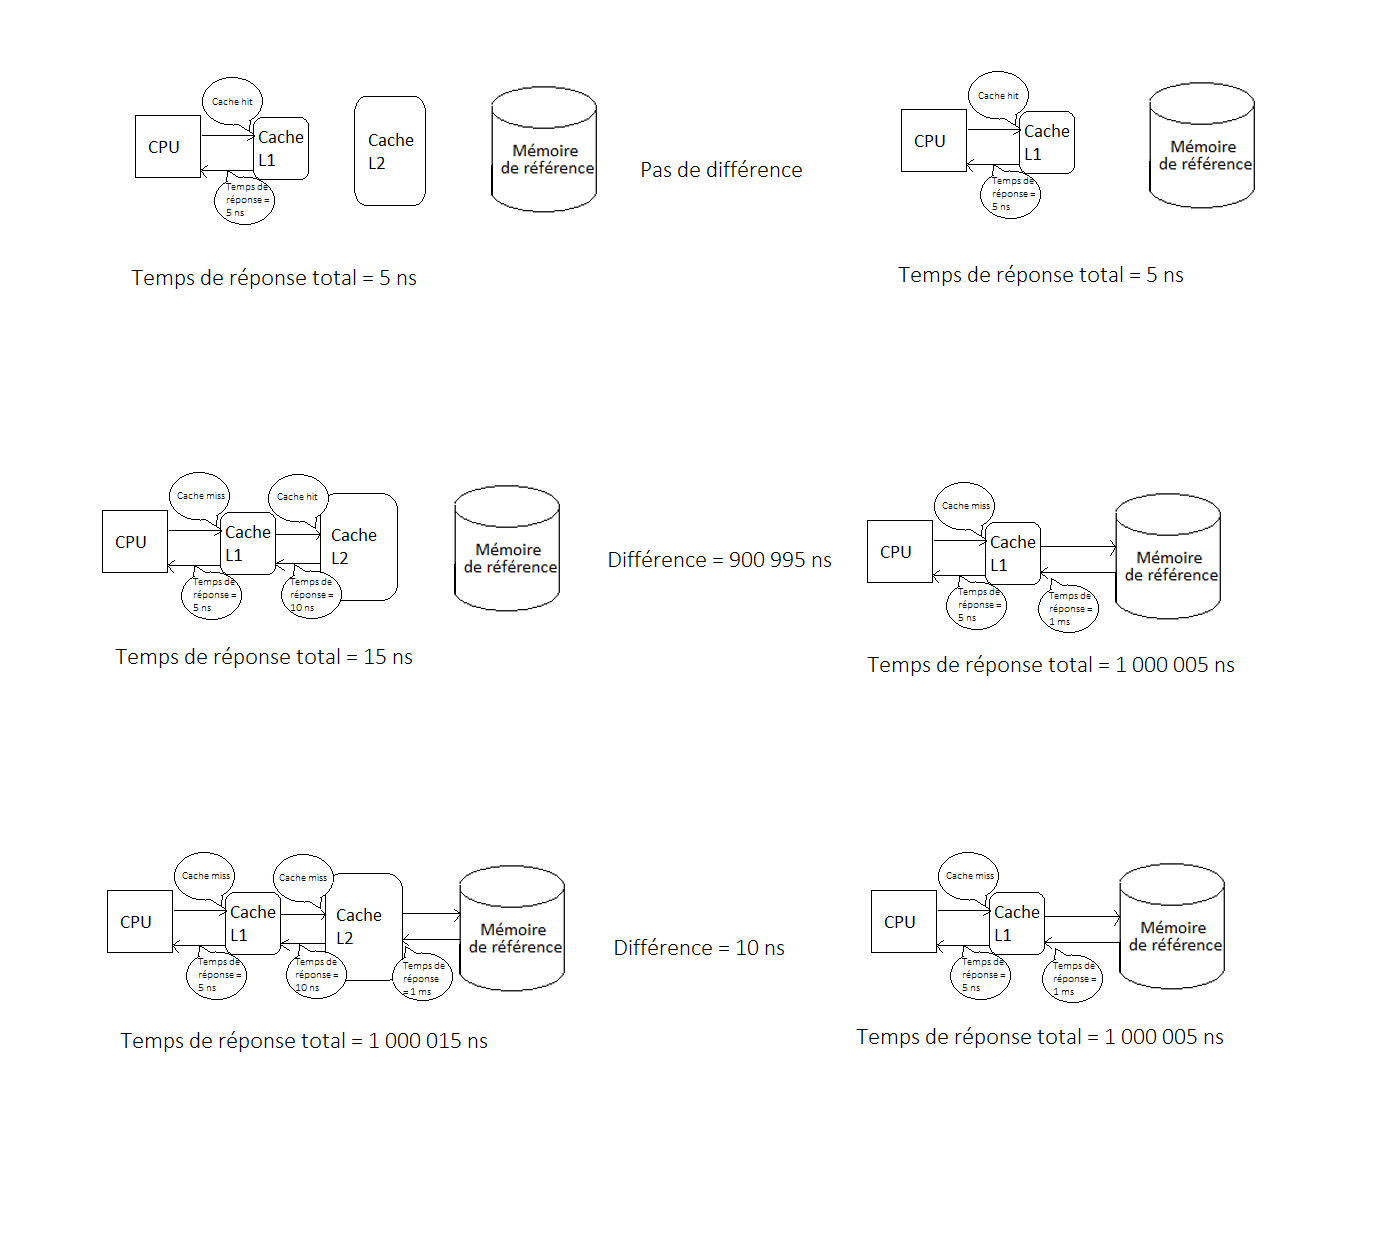 Cache hit
CPU
Cache
L1
Temps de
réponse =
5 ns
Cache
L2
Mémoire
de référence
Pas de différence
Cache hit
CPU
Cache
L1
Temps de
réponse =
5 ns
Mémoire
de référence
Temps de réponse total = 5 ns
Temps de réponse total = 5 ns
Cache miss
Cache hit
CPU
Cache
L1
Cache
L2
Temps de
réponse =
5 ns
Temps de
réponse =
10 ns
Mémoire
de référence
Différence = 900 995 ns
Cache miss
CPU
Cache
L1
Temps de
réponse =
5 ns
Temps de
réponse =
1 ms
Mémoire
de référence
Temps de réponse total = 15 ns
Temps de réponse total = 1 000 005 ns
Cache miss
Cache miss
CPU
Cache
L1
Cache
L2
Temps de
réponse =
5 ns
Temps de
réponse =
10 ns
Temps de
réponse
= 1 ms
Mémoire
de référence
Différence = 10 ns
Cache miss
CPU
Cache
L1
Temps de
réponse =
5 ns
Temps de
réponse =
1 ms
Mémoire
de référence
Temps de réponse total = 1 000 015 ns
Temps de réponse total = 1 000 005 ns